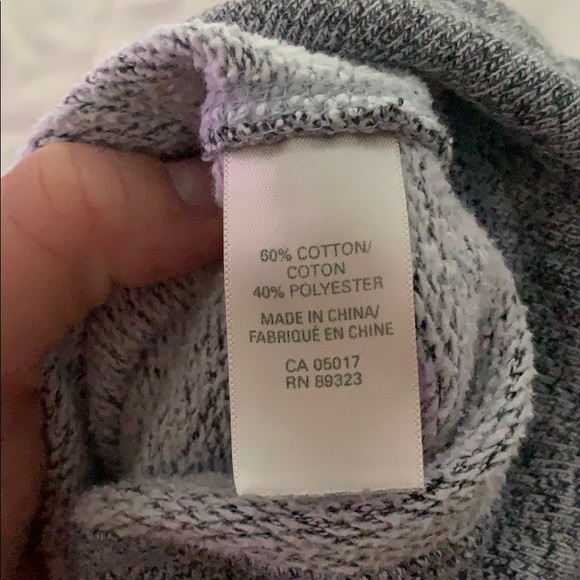 60% COTTON/
COTON
40% POLYESTER
MADE IN CHINA/
FABRIQUÉ EN CHINE
CA 05017
RN 89323